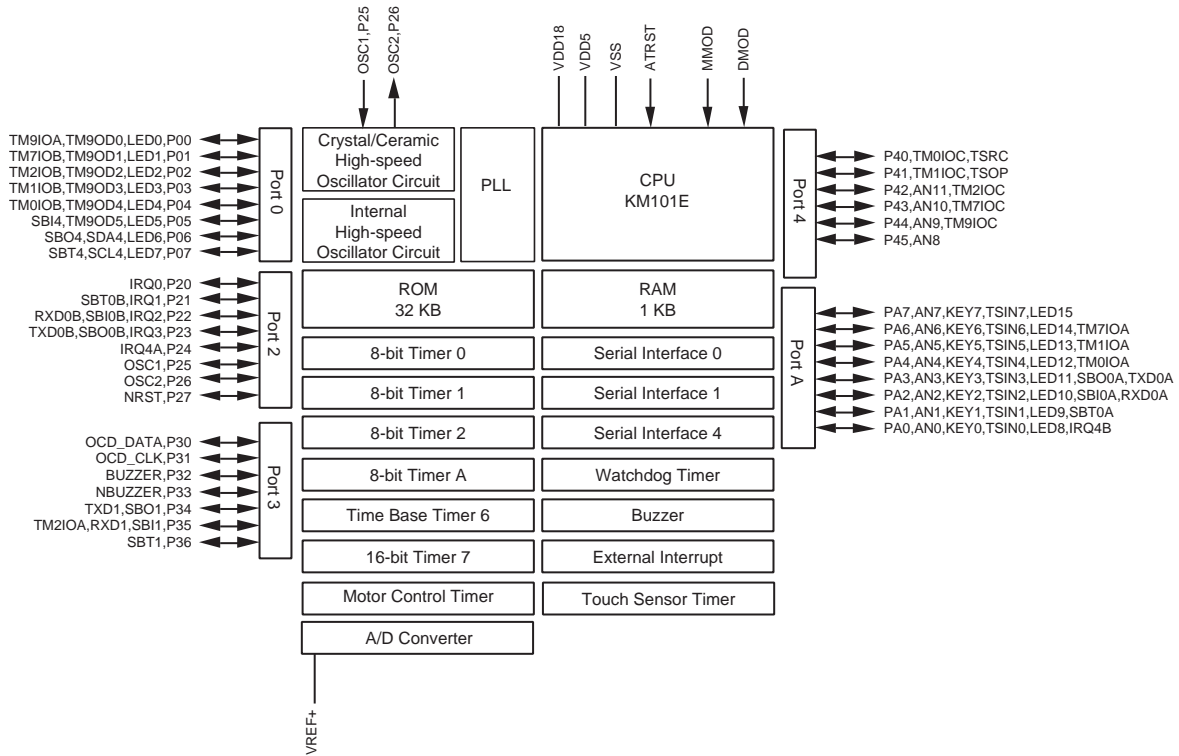 OSC1,P25
OSC2,P26
VDD18
VDD5
VSS
ATRST
MMOD
DMOD
TM9IOA,TM9OD0,LED0,P00
TM7IOB,TM9OD1,LED1,P01
TM2IOB,TM9OD2,LED2,P02
TM1IOB,TM9OD3,LED3,P03
TM0IOB,TM9OD4,LED4,P04
SBI4,TM9OD5,LED5,P05
SBO4,SDA4,LED6,P06
SBT4,SCL4,LED7,P07
Port 0
IRQ0,P20
SBT0B,IRQ1,P21
RXD0B,SBI0B,IRQ2,P22
TXD0B,SBO0B,IRQ3,P23
IRQ4A,P24
OSC1,P25
OSC2,P26
NRST,P27
Port 2
OCD_DATA,P30
OCD_CLK,P31
BUZZER,P32
NBUZZER,P33
TXD1,SBO1,P34
TM2IOA,RXD1,SBI1,P35
SBT1,P36
Port 3
Crystal/Ceramic
High-speed
Oscillator Circuit
Internal
High-speed
Oscillator Circuit
PLL
CPU
KM101E
ROM
32 KB
RAM
1 KB
8-bit Timer 0
Serial Interface 0
8-bit Timer 1
Serial Interface 1
8-bit Timer 2
Serial Interface 4
8-bit Timer A
Watchdog Timer
Time Base Timer 6
Buzzer
16-bit Timer 7
External Interrupt
Motor Control Timer
Touch Sensor Timer
A/D Converter
VREF+
Port 4
P40,TM0IOC,TSRC
P41,TM1IOC,TSOP
P42,AN11,TM2IOC
P43,AN10,TM7IOC
P44,AN9,TM9IOC
P45,AN8
Port A
PA7,AN7,KEY7,TSIN7,LED15
PA6,AN6,KEY6,TSIN6,LED14,TM7IOA
PA5,AN5,KEY5,TSIN5,LED13,TM1IOA
PA4,AN4,KEY4,TSIN4,LED12,TM0IOA
PA3,AN3,KEY3,TSIN3,LED11,SBO0A,TXD0A
PA2,AN2,KEY2,TSIN2,LED10,SBI0A,RXD0A
PA1,AN1,KEY1,TSIN1,LED9,SBT0A
PA0,AN0,KEY0,TSIN0,LED8,IRQ4B